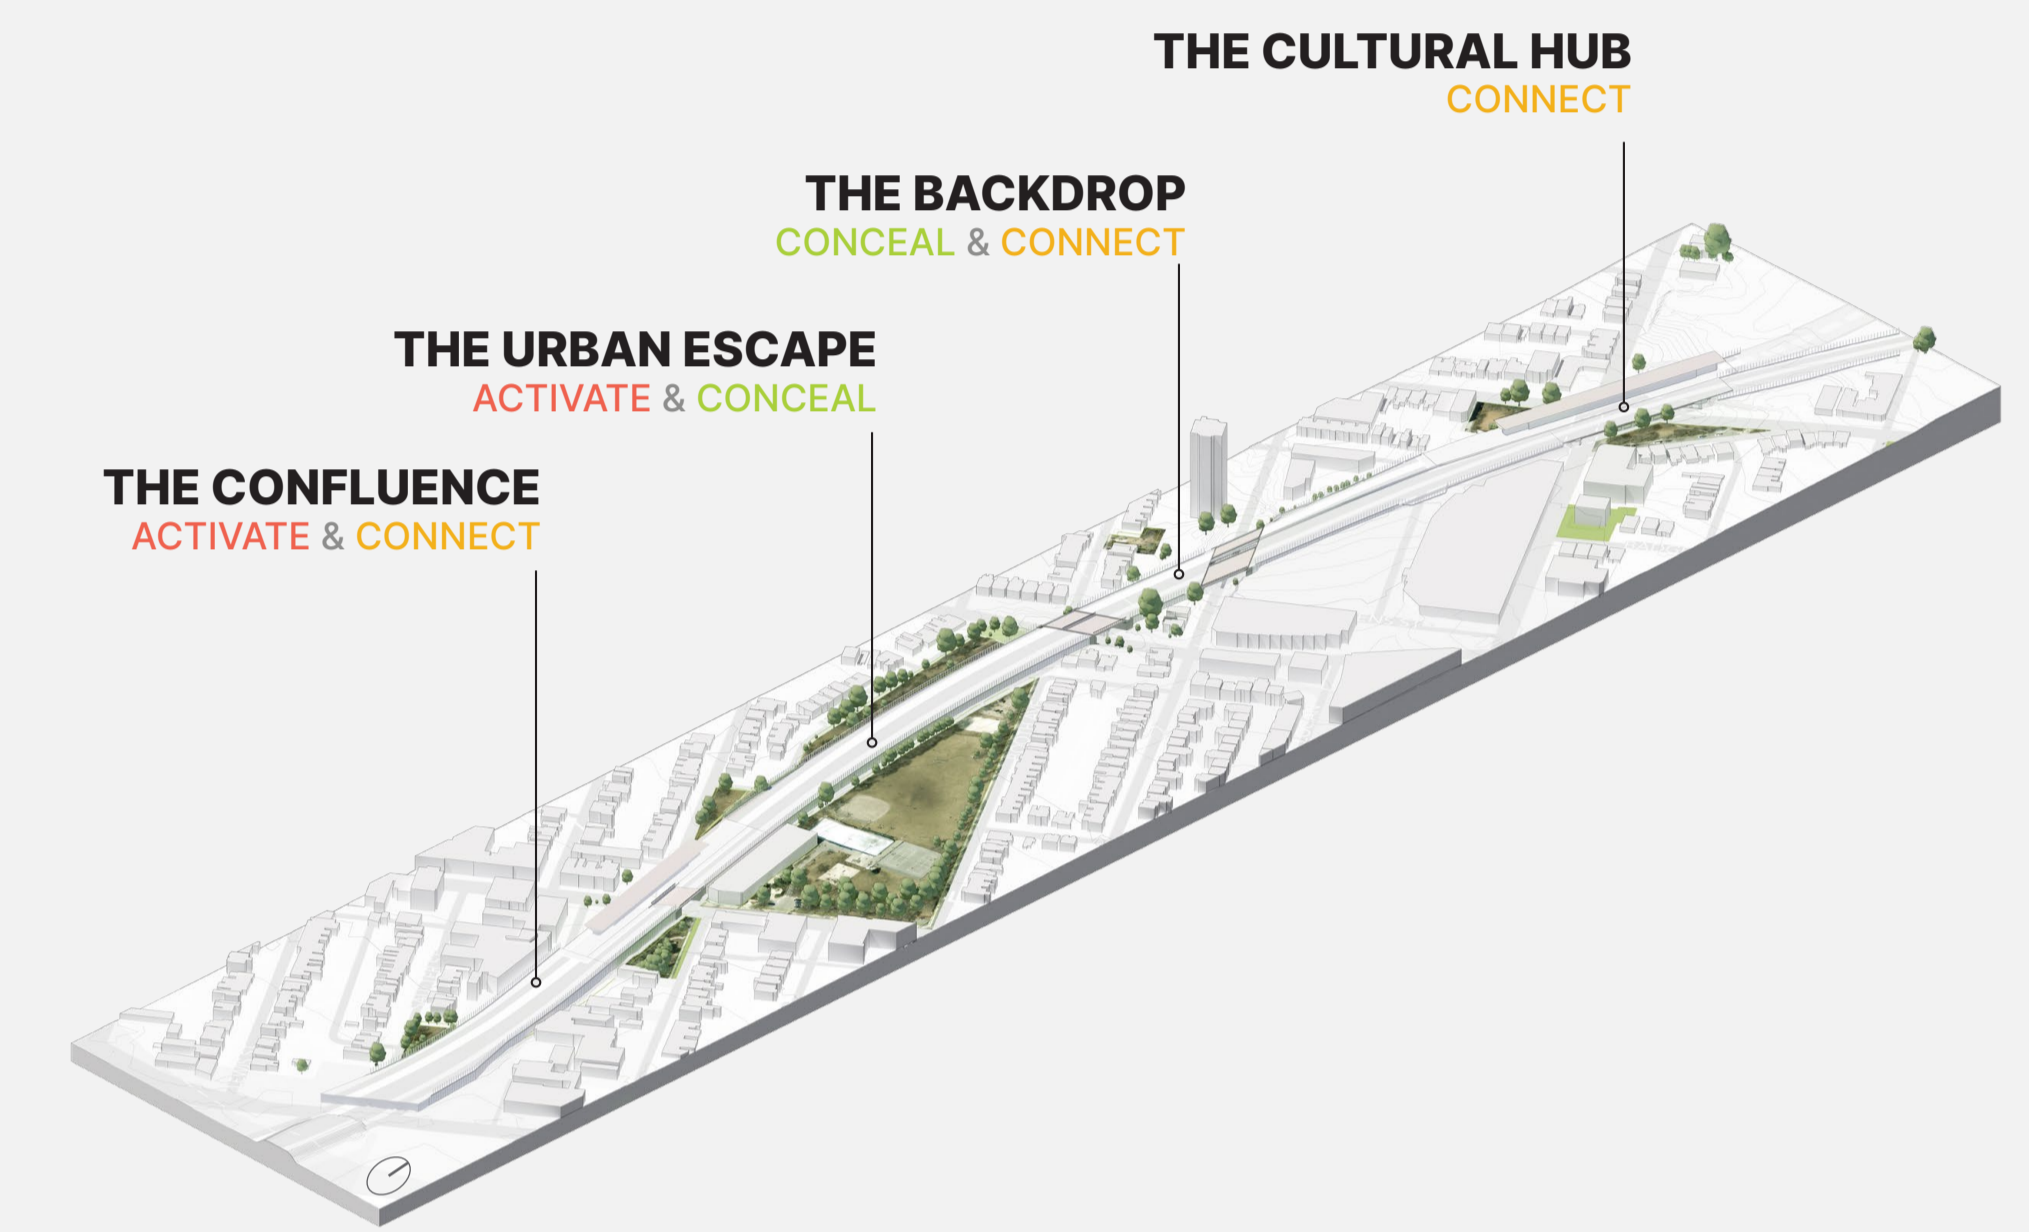 THE CULTURAL HUB
CONNECT
THE BACKDROP
CONCEAL & CONNECT
THE URBAN ESCAPE
ACTIVATE & CONCEAL
THE CONFLUENCE
ACTIVATE & CONNECT